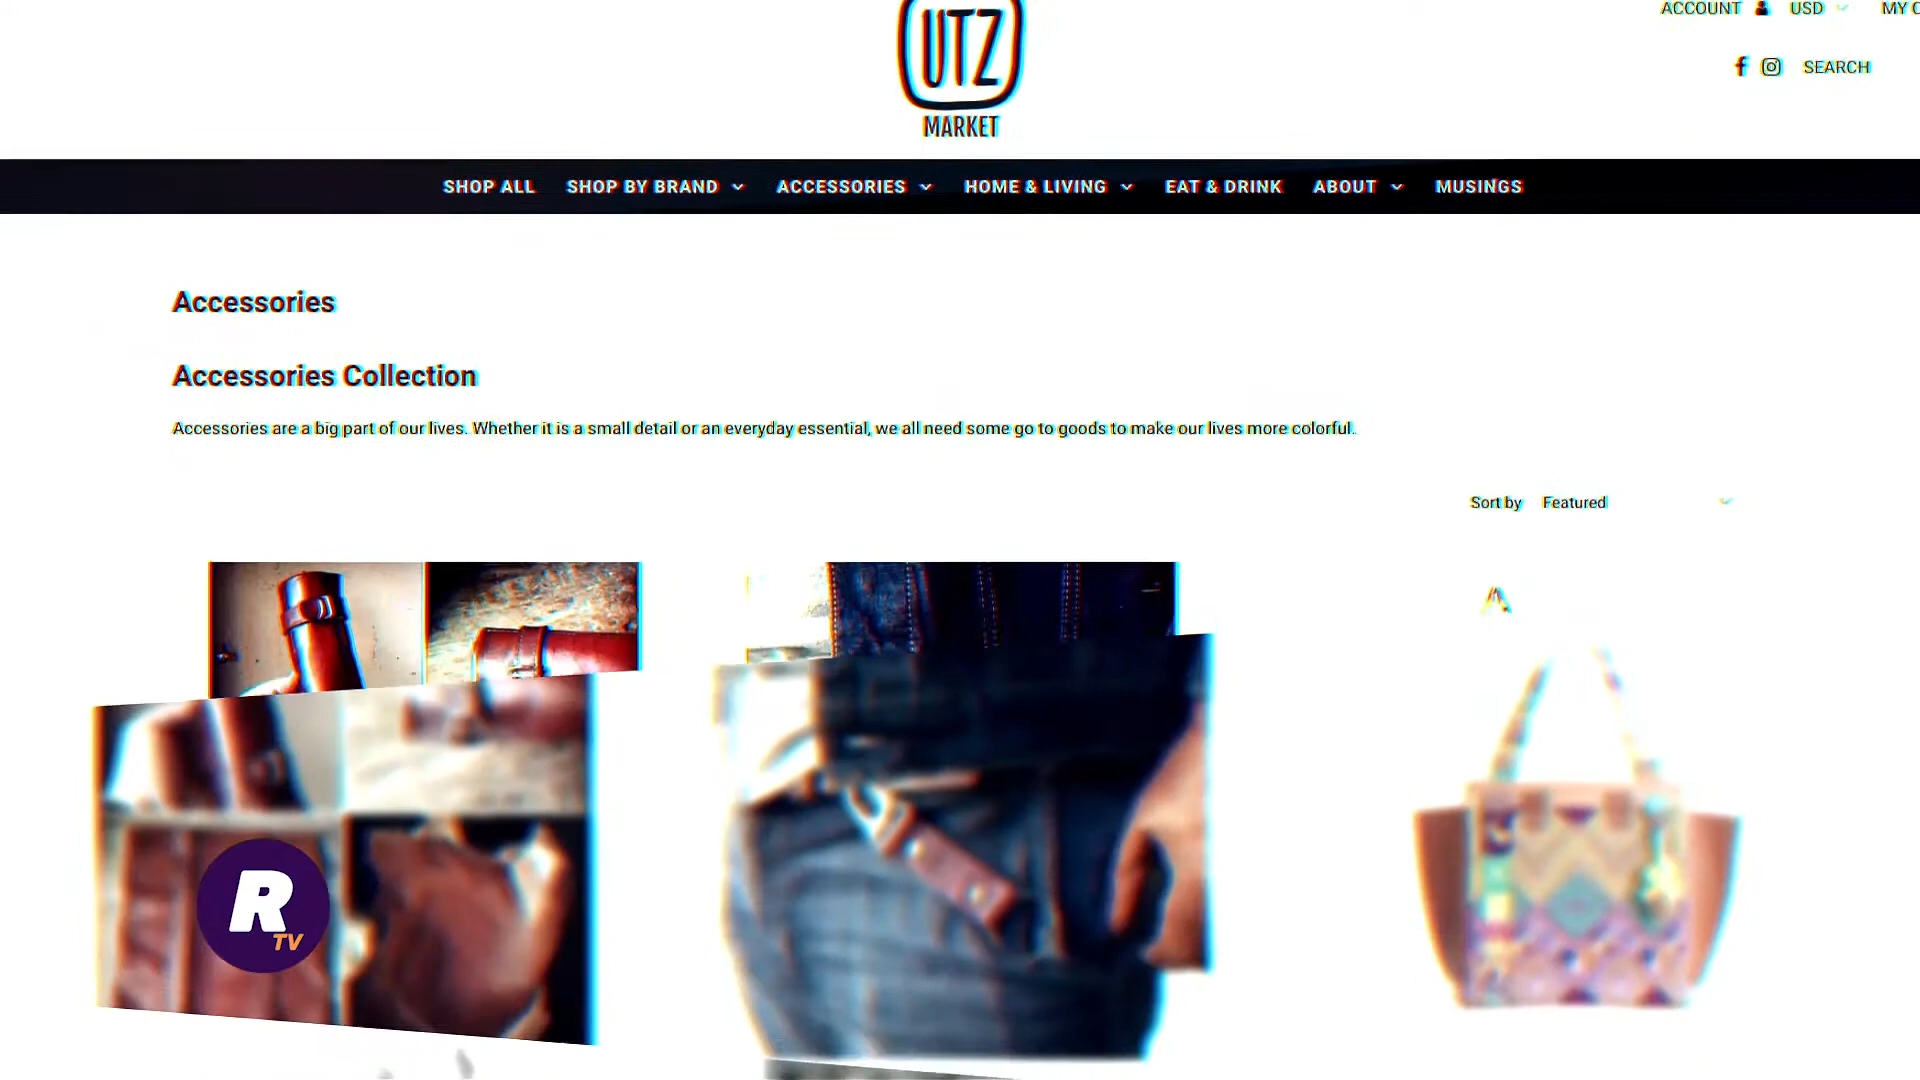 UTZ
MARKET
ACCOUNT USD MY
SEARCH
SHOP ALL SHOP BY BRAND ACCESSORIES HOME & LIVING EAT & DRINK ABOUT MUSINGS
Accessories
Accessories Collection
Accessories are a big part of our lives. Whether it is a small detail or an everyday essential, we all need some go to goods to make our lives more colorful.
Sort by Featured
R
TV